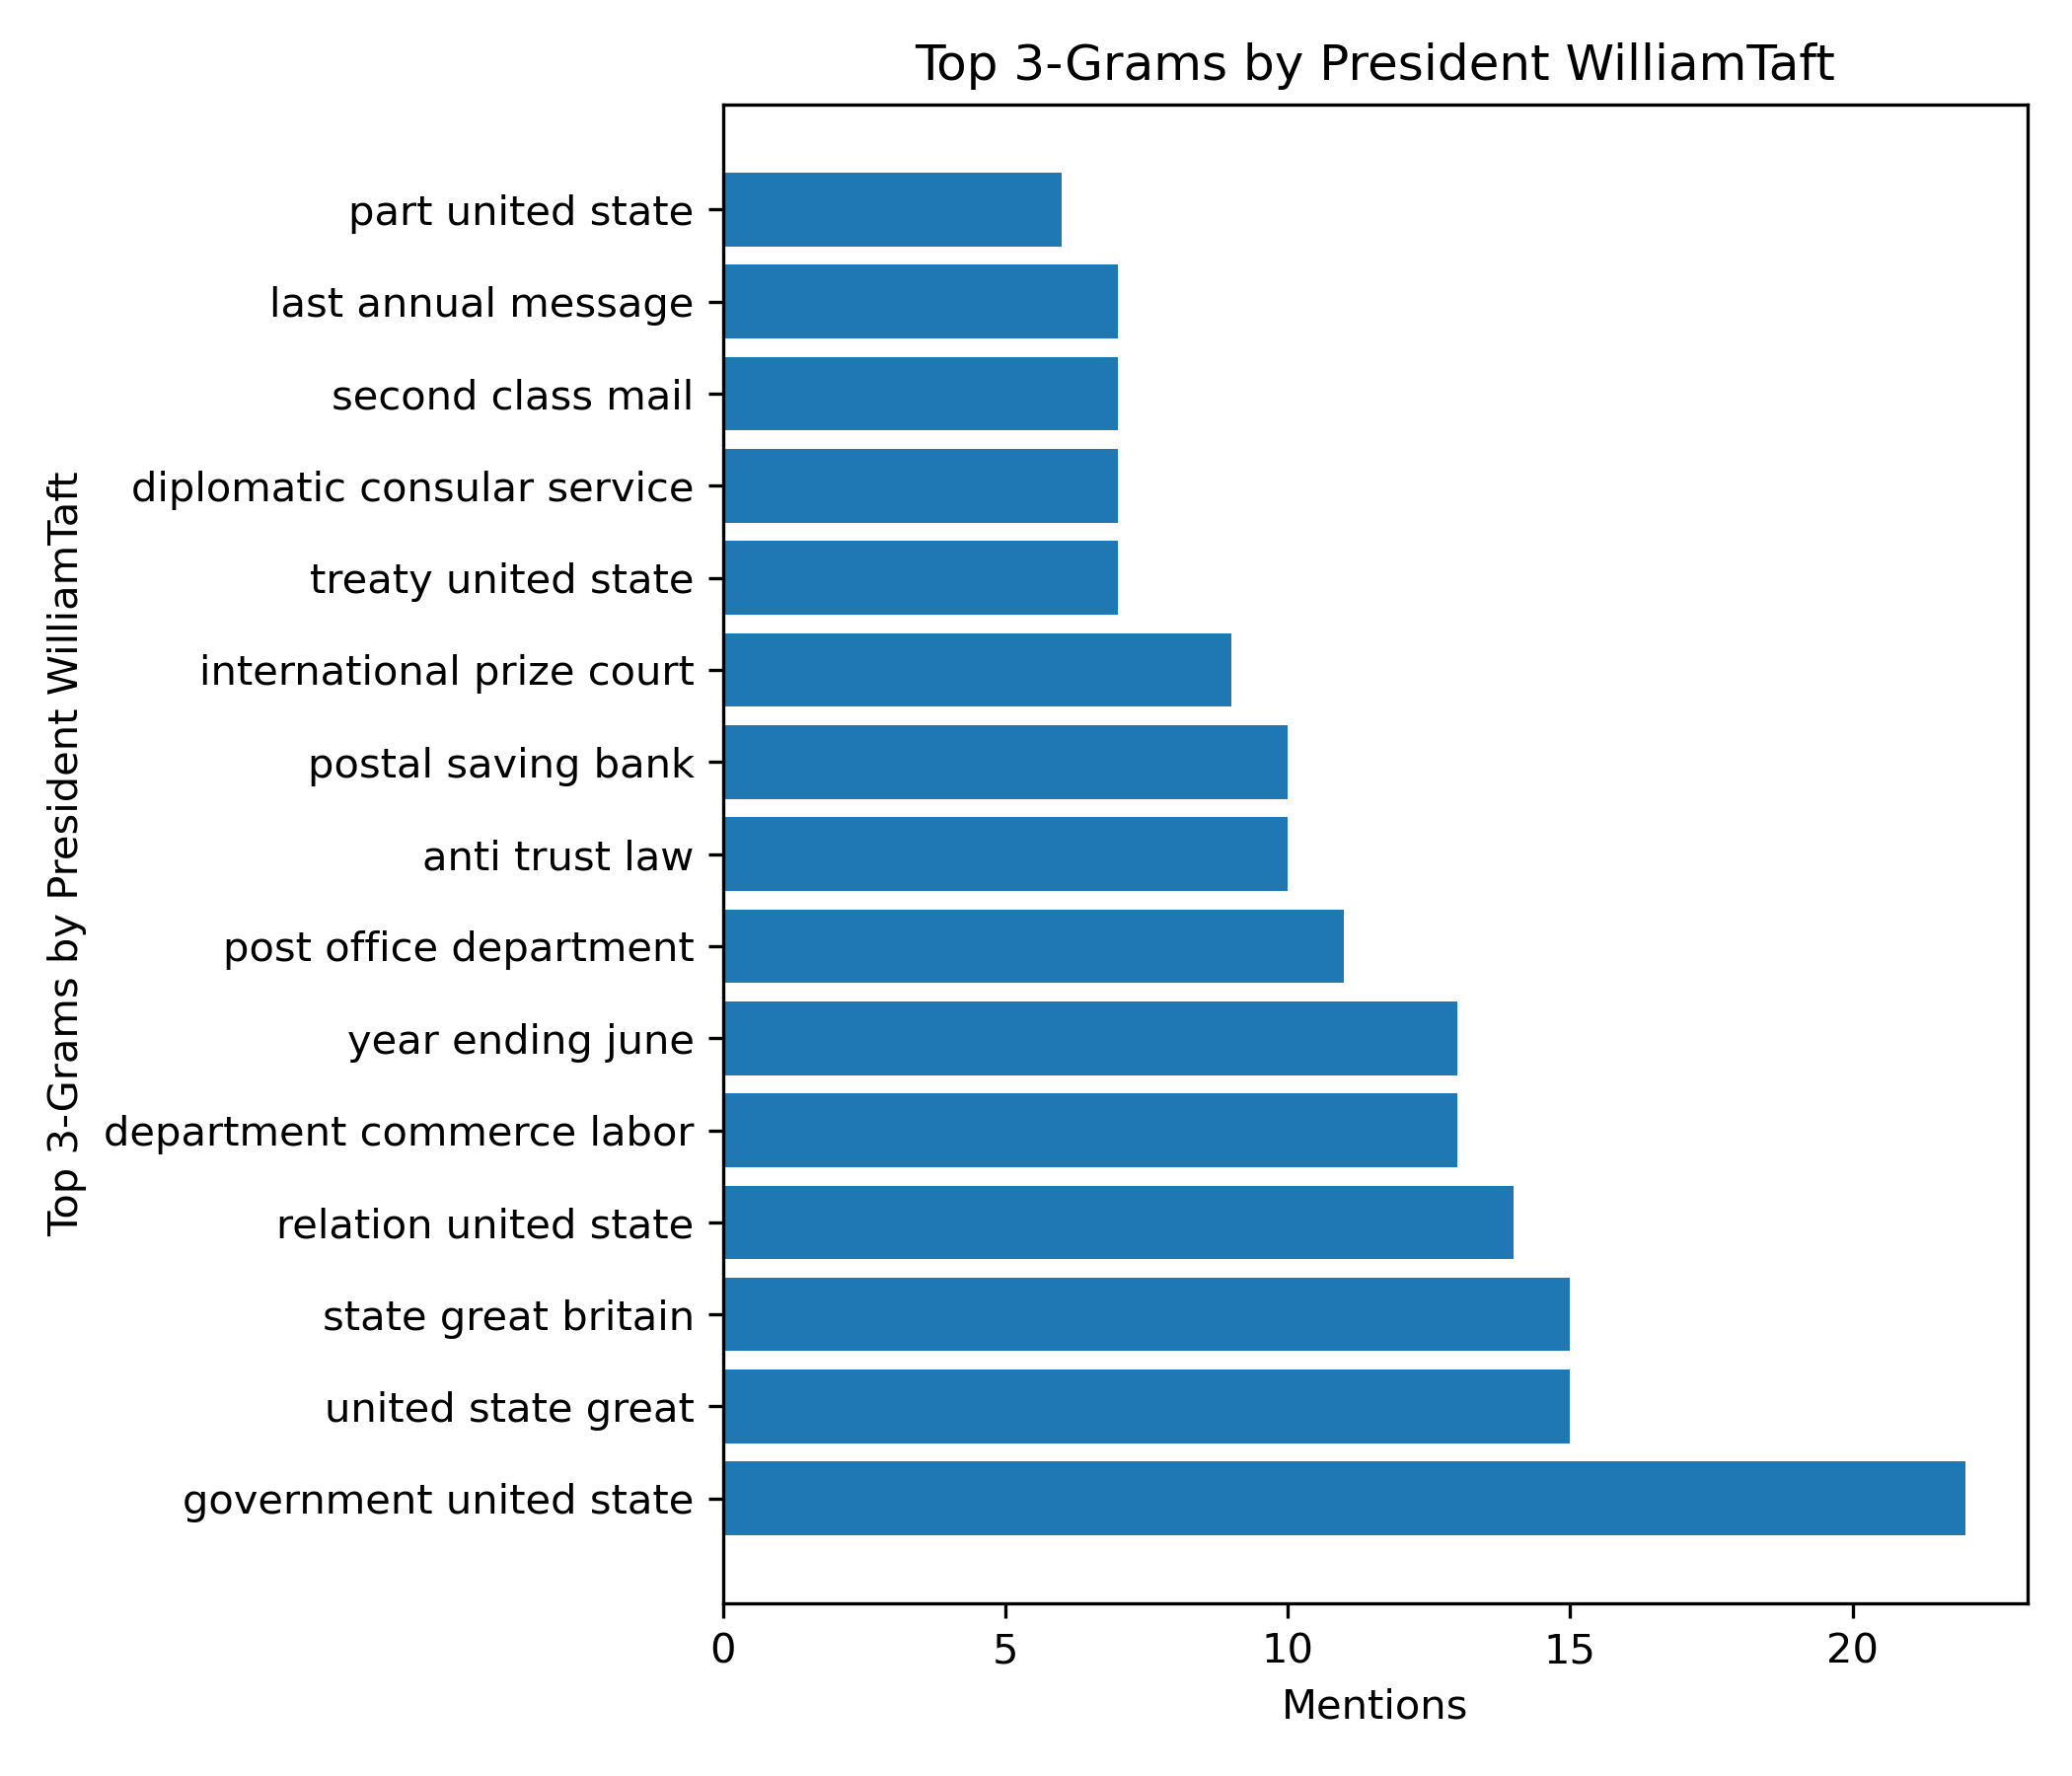 Top 3-Grams by President WilliamTaft
Top 3-Grams by President WilliamTaft
part united state
last annual message
second class mail
diplomatic consular service
treaty united state
international prize court
postal saving bank
anti trust law
post office department
year ending june
department commerce labor
relation united state
state great britain
united state great
government united state
0 5 10 15 20
Mentions